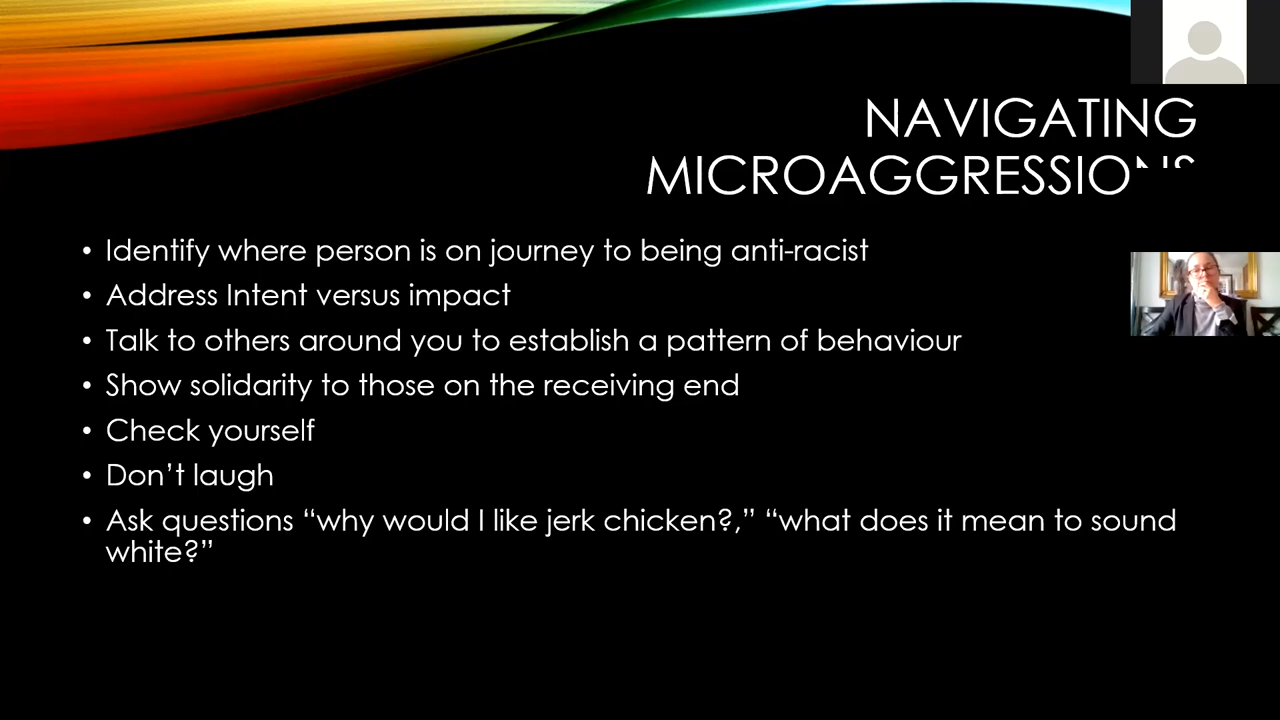 NAVIGATING
MICROAGGRESSIONS
• Identify where person is on journey to being anti-racist
• Address Intent versus impact
• Talk to others around you to establish a pattern of behaviour
• Show solidarity to those on the receiving end
• Check yourself
• Don’t laugh
• Ask questions “why would I like jerk chicken?,” “what does it mean to sound
white?”